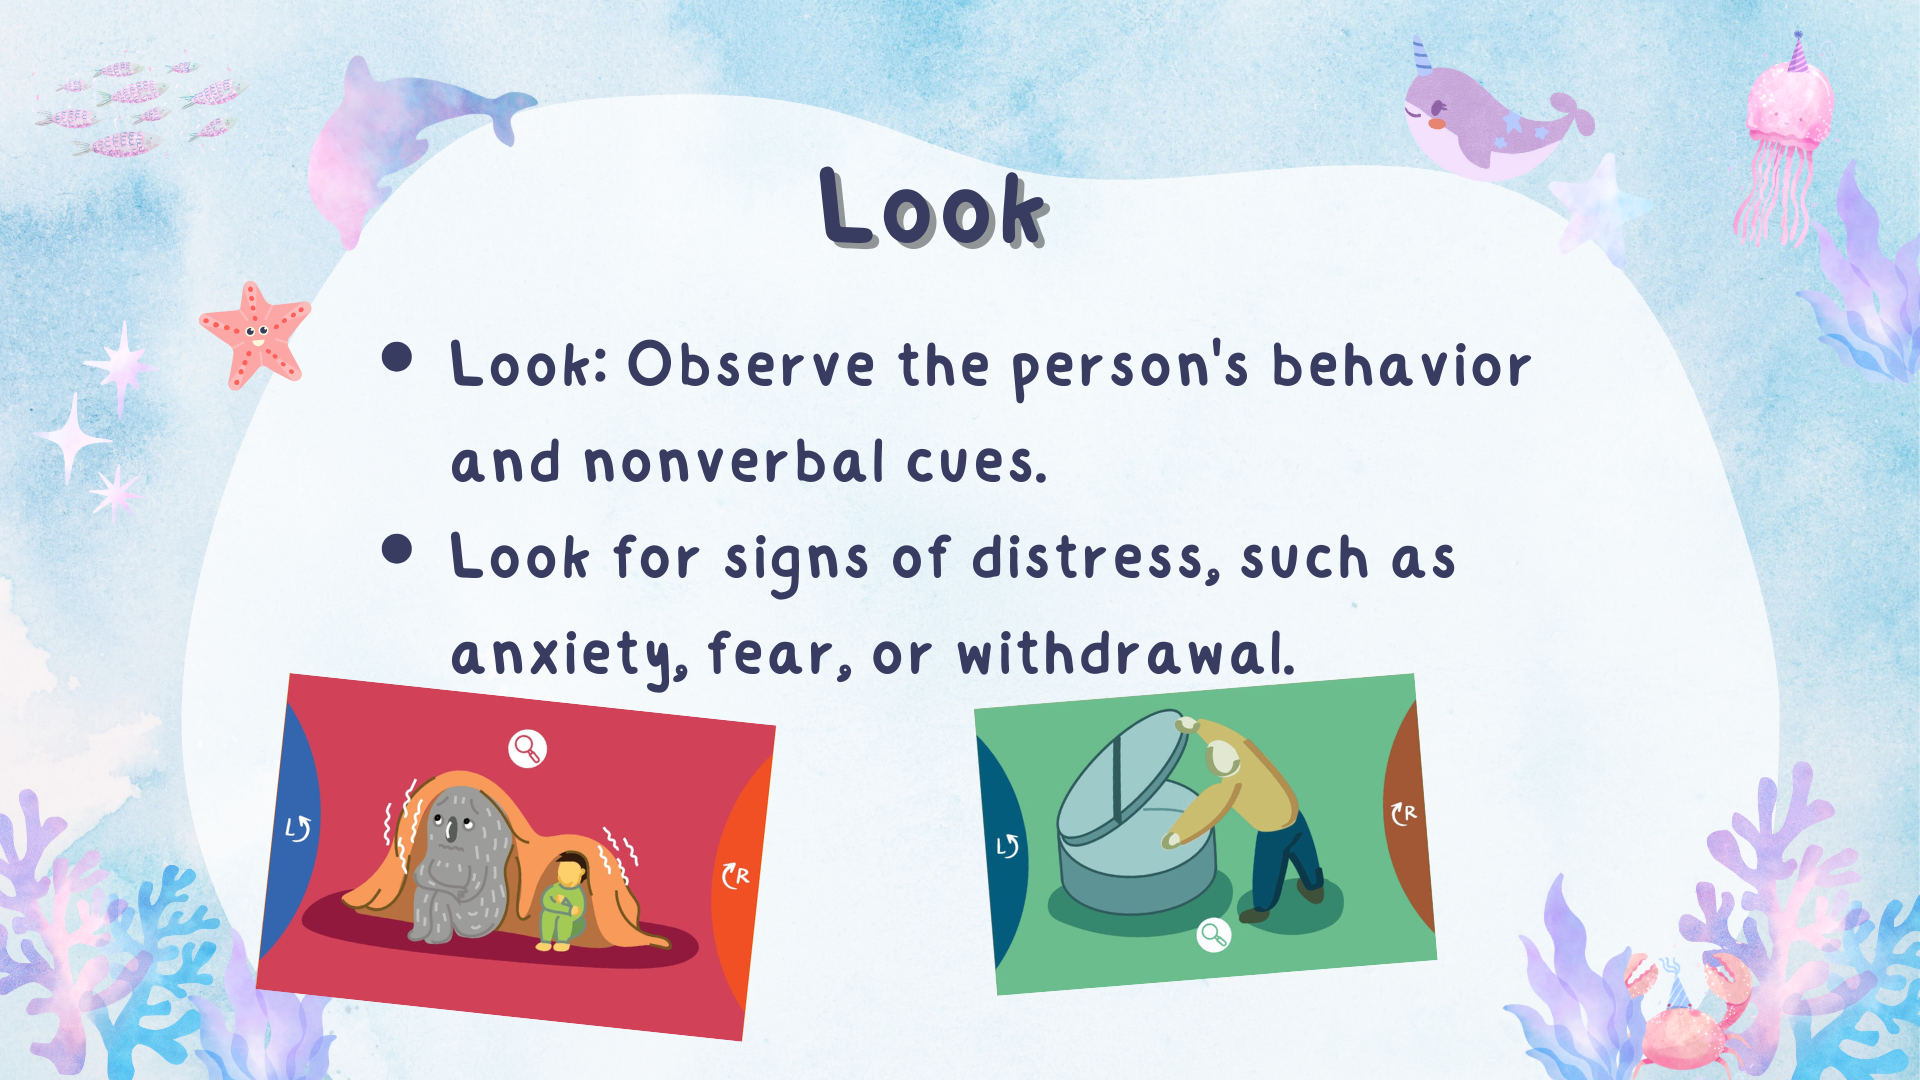 Look
• Look: Observe the person's behavior
and nonverbal cues.
• Look for signs of distress, such as
anxiety, fear, or withdrawal.
L
R
L
R